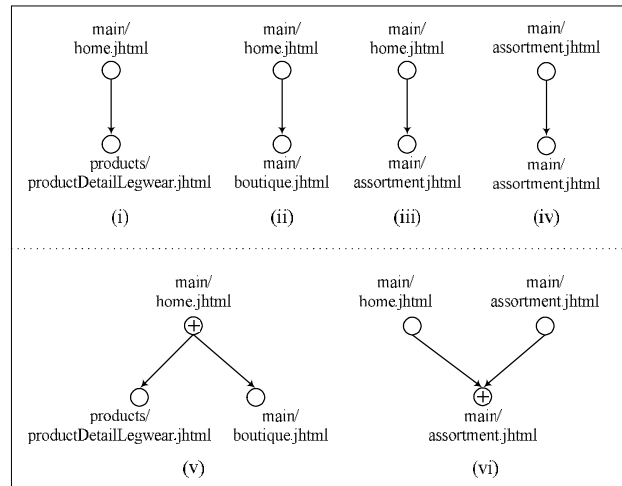 main/
home.jhtml
products/
productDetailLegwear.jhtml
(i)
main/
home.jhtml
main/
boutique.jhtml
(ii)
main/
home.jhtml
main/
assortment.jhtml
(iii)
main/
assortment.jhtml
main/
assortment.jhtml
(iv)
main/
home.jhtml
products/
productDetailLegwear.jhtml
main/
boutique.jhtml
(v)
main/
home.jhtml
main/
assortment.jhtml
main/
assortment.jhtml
(vi)